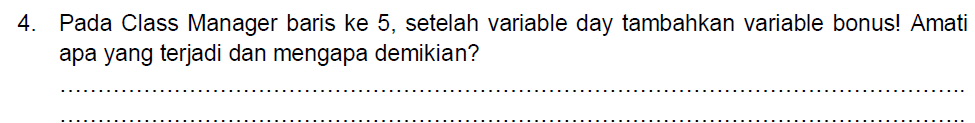 4. Pada Class Manager baris ke 5, setelah variable day tambahkan variable bonus! Amati
apa yang terjadi dan mengapa demikian?
……………………………………………………………………………………………………..
……………………………………………………………………………………………………..